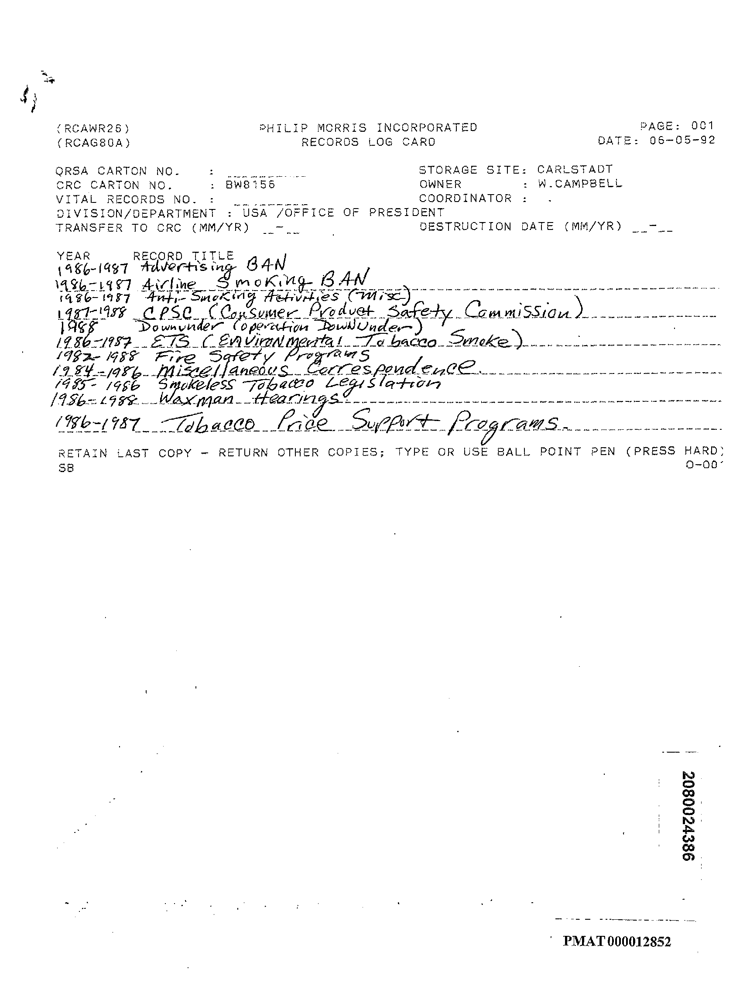 (RCAWR26) PHILIP MORRIS INCORPORATED PAGE: 001
(RCAG80A) RECORDS LOG CARD DATE: 06-05-92
QRSA CARTON NO. : STORAGE SITE: CARLSTADT
CRC CARTON NO. : BW8156 OWNER : W.CAMPBELL
VITAL RECORDS NO. : COORDINATOR : .
DIVISION/DEPARTMENT : USA /OFFICE OF PRESIDENT
TRANSFER TO CRC (MM/YR) __-__ DESTRUCTION DATE (MM/YR) __-__
YEAR RECORD TITLE
1986-1987 Advertising BAN
1986-1987 Airline Smoking BAN
1986-1987 Anti-Smoking Activities (Misc)
1987-1988 CPSC (Consumer Product Safety Commission)
1988 Downunder (operation DownUnder)
1986-1987 ETS (ENVironMental Tobacco Smoke)
1982-1988 Fire Safety Programs
1984-1986 Miscellaneous Correspondence.
1985-1986 Smokeless Tobacco Legislation
1986-1988 Waxman Hearings
1986-1987 Tobacco Price Support Programs
RETAIN LAST COPY - RETURN OTHER COPIES; TYPE OR USE BALL POINT PEN (PRESS HARD)
SB O-001
2080024386
PMAT000012852